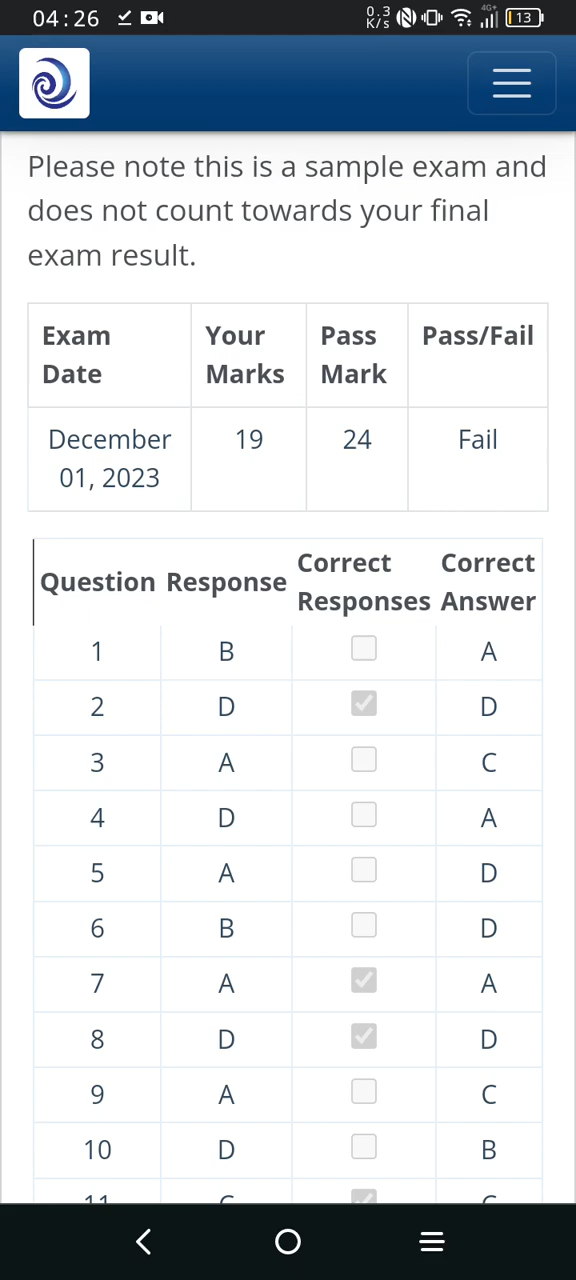 04:26
0.3 K/s 4G+ 13
Please note this is a sample exam and
does not count towards your final
exam result.
Exam Date Your Marks Pass Mark Pass/Fail
December 01, 2023 19 24 Fail
Question Response Correct Responses Correct Answer
1 B A
2 D D
3 A C
4 D A
5 A D
6 B D
7 A A
8 D D
9 A C
10 D B
11 C C